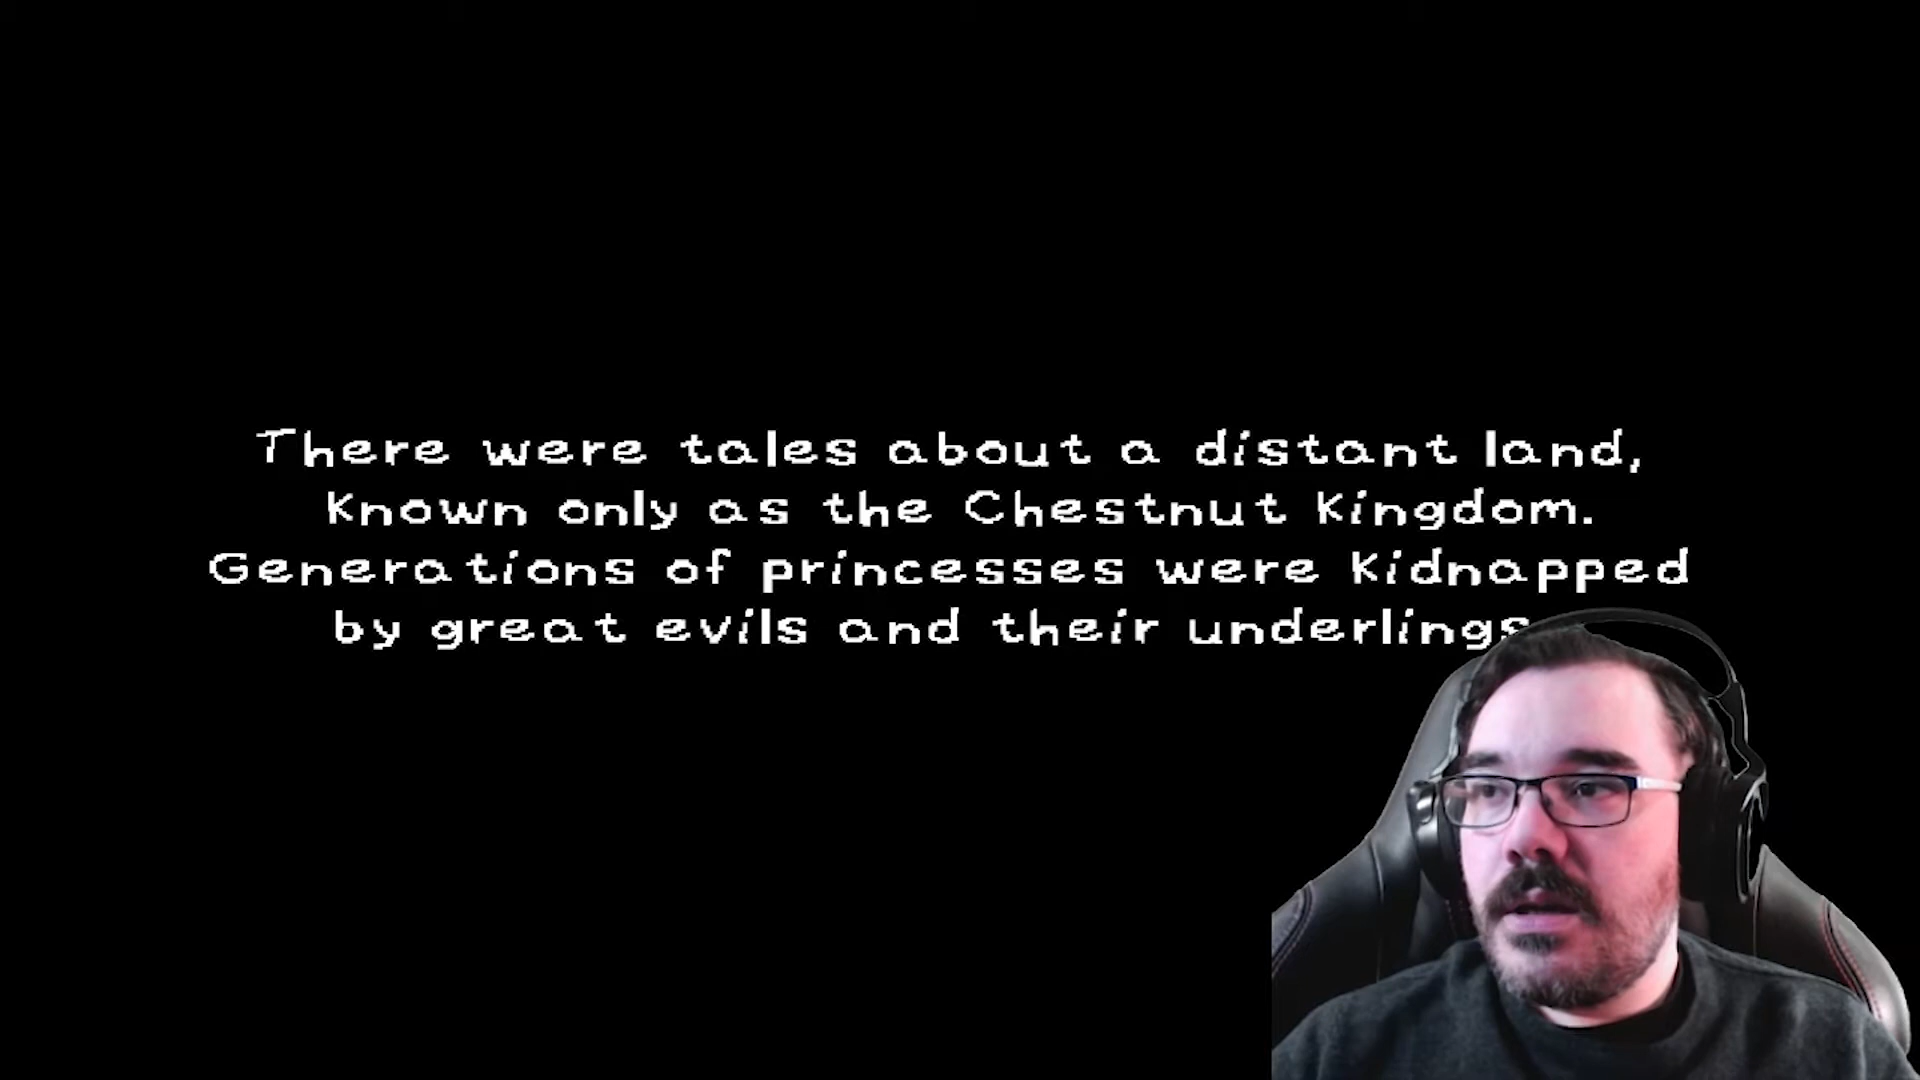 There were tales about a distant land,
known only as the Chestnut Kingdom.
Generations of princesses were kidnapped
by great evils and their underlings